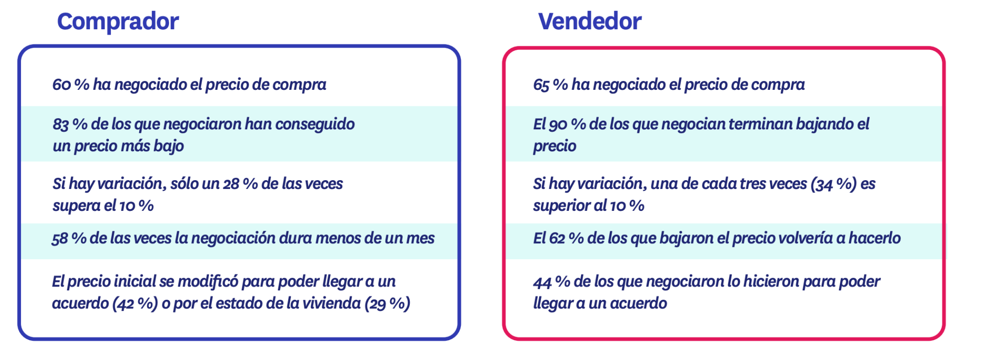 Comprador
60 % ha negociado el precio de compra
83 % de los que negociaron han conseguido
un precio más bajo
Si hay variación, sólo un 28 % de las veces
supera el 10 %
58 % de las veces la negociación dura menos de un mes
El precio inicial se modificó para poder llegar a un
acuerdo (42 %) o por el estado de la vivienda (29 %)
Vendedor
65 % ha negociado el precio de compra
El 90 % de los que negocian terminan bajando el
precio
Si hay variación, una de cada tres veces (34 %) es
superior al 10 %
El 62 % de los que bajaron el precio volvería a hacerlo
44 % de los que negociaron lo hicieron para poder
llegar a un acuerdo